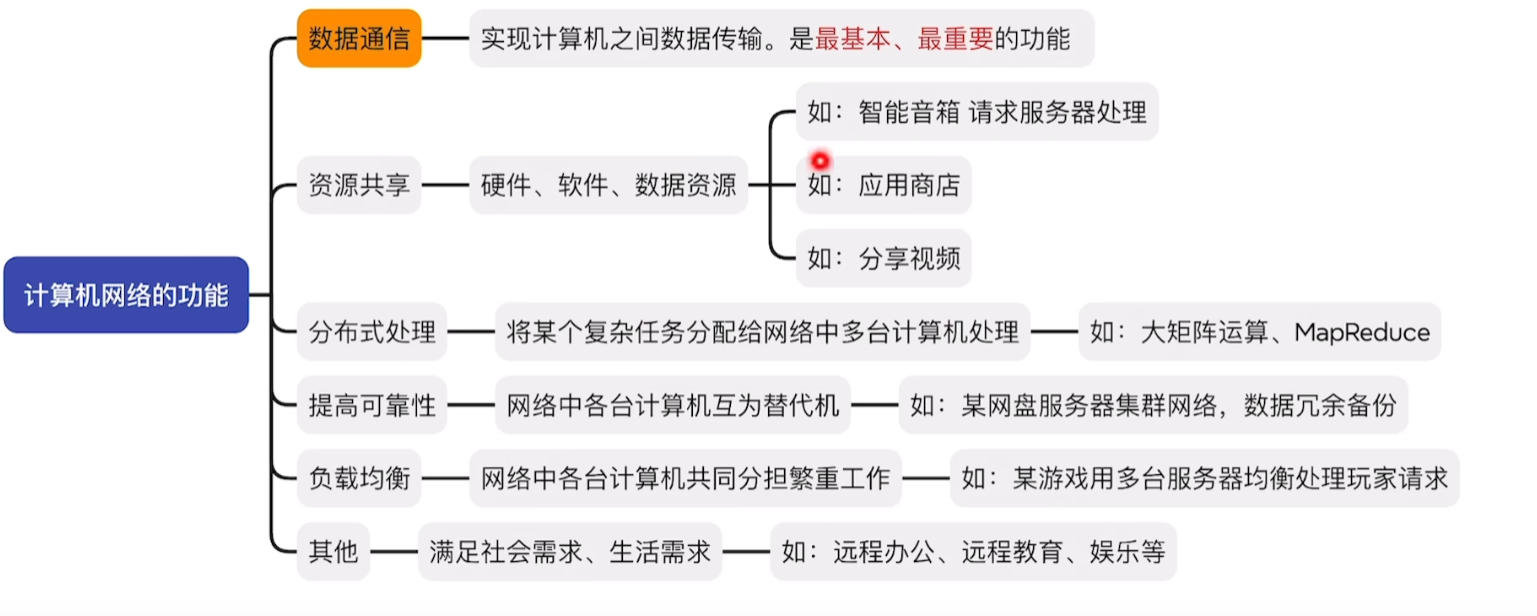 数据通信
实现计算机之间数据传输。是最基本、最重要的功能
如：智能音箱 请求服务器处理
资源共享
硬件、软件、数据资源
如：应用商店
如：分享视频
计算机网络的功能
分布式处理
将某个复杂任务分配给网络中多台计算机处理
如：大矩阵运算、MapReduce
提高可靠性
网络中各台计算机互为替代机
如：某网盘服务器集群网络，数据冗余备份
负载均衡
网络中各台计算机共同分担繁重工作
如：某游戏用多台服务器均衡处理玩家请求
其他
满足社会需求、生活需求
如：远程办公、远程教育、娱乐等